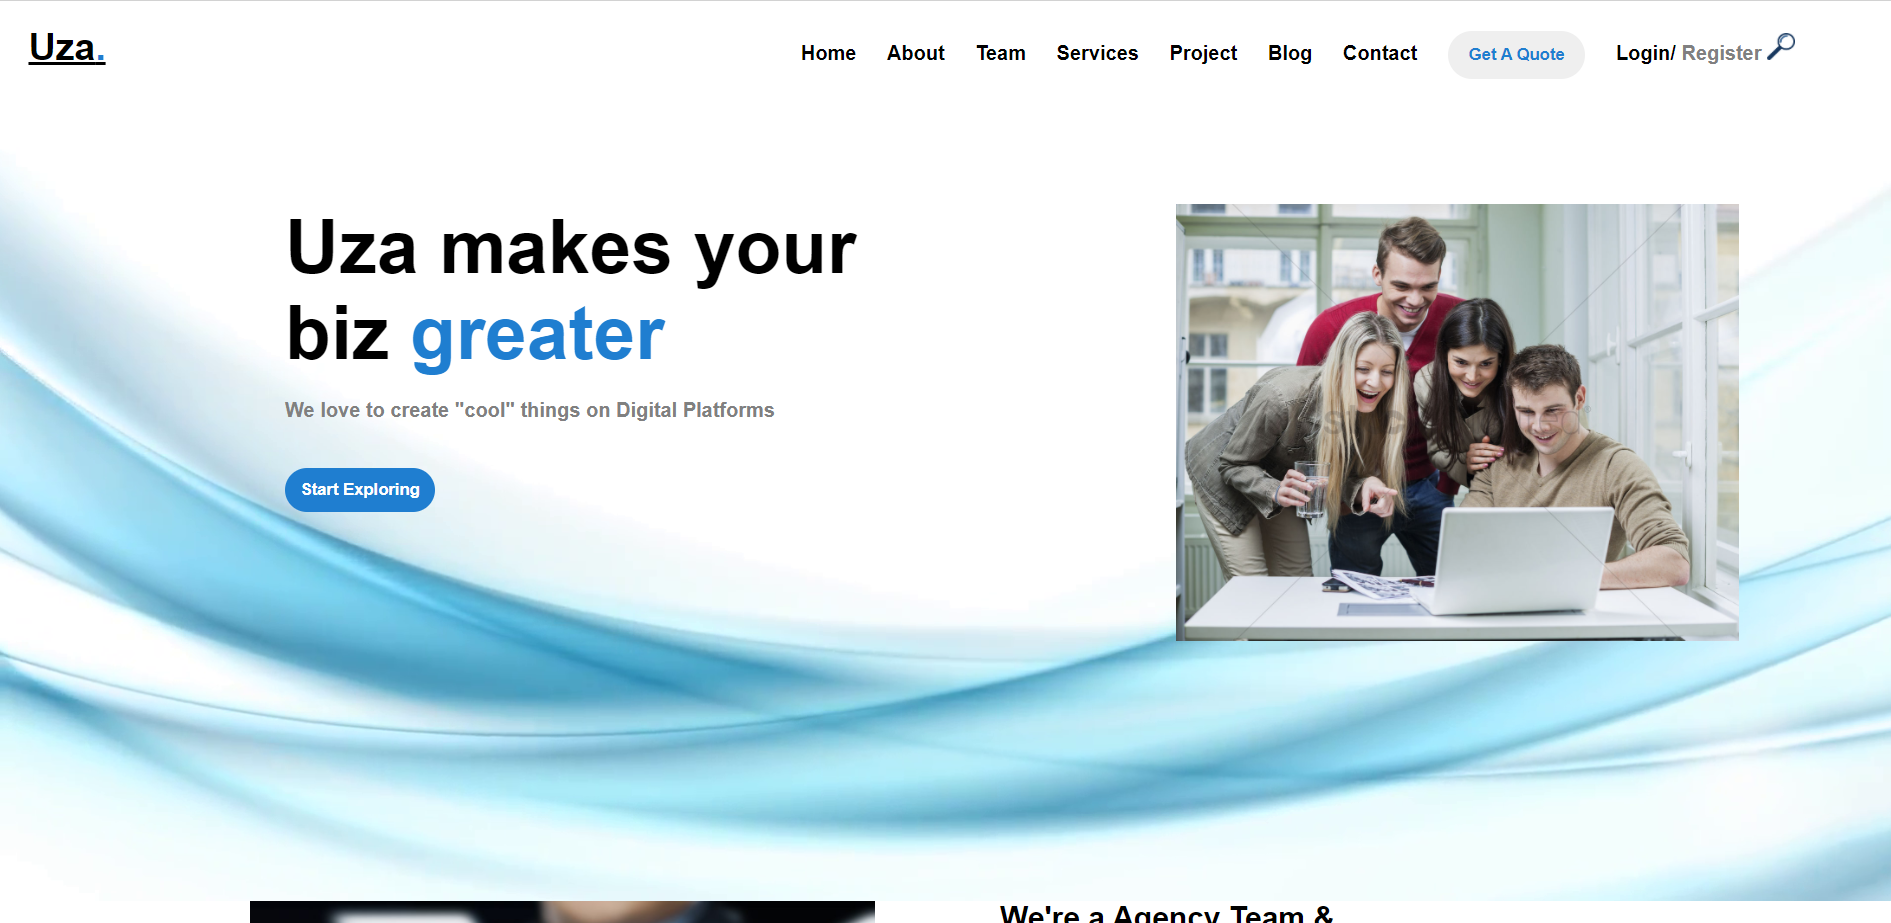 Uza.
Home About Team Services Project Blog Contact Get A Quote Login/ Register
Uza makes your
biz greater
We love to create "cool" things on Digital Platforms
Start Exploring
We're a Agency Team &